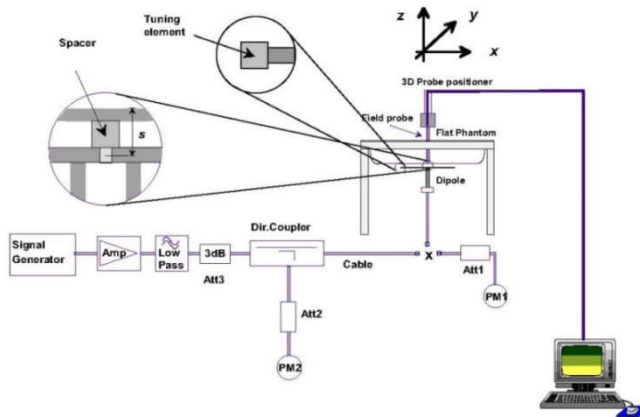 Tuning
element
Spacer
s
z
y
x
3D Probe positioner
Field probe
Flat Phantom
Dipole
Signal
Generator
Amp
Low
Pass
3dB
Att3
Dir.Coupler
Cable
x
Att1
PM1
Att2
PM2